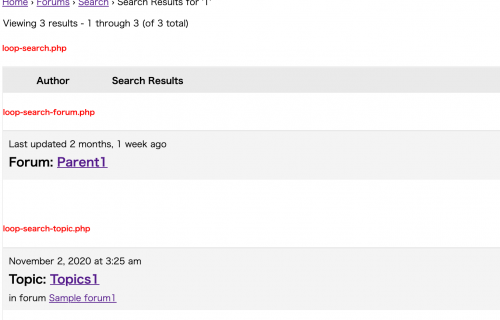 Home › Forums › Search › Search Results for '1'
Viewing 3 results - 1 through 3 (of 3 total)
loop-search.php
Author Search Results
loop-search-forum.php
Last updated 2 months, 1 week ago
Forum: Parent1
loop-search-topic.php
November 2, 2020 at 3:25 am
Topic: Topics1
in forum Sample forum1